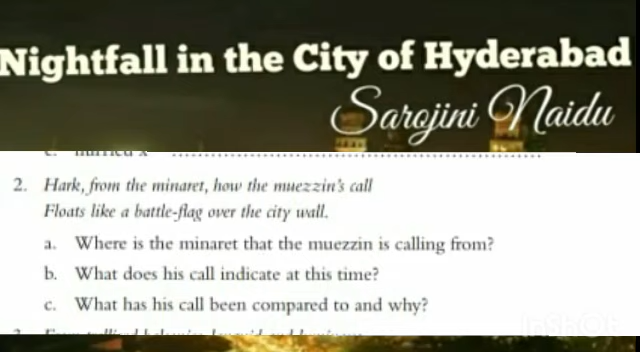 Nightfall in the City of Hyderabad
Sarojini Naidu
2. Hark, from the minaret, how the muezzin's call
Floats like a battle-flag over the city wall.
a. Where is the minaret that the muezzin is calling from?
b. What does his call indicate at this time?
c. What has his call been compared to and why?
InShOt